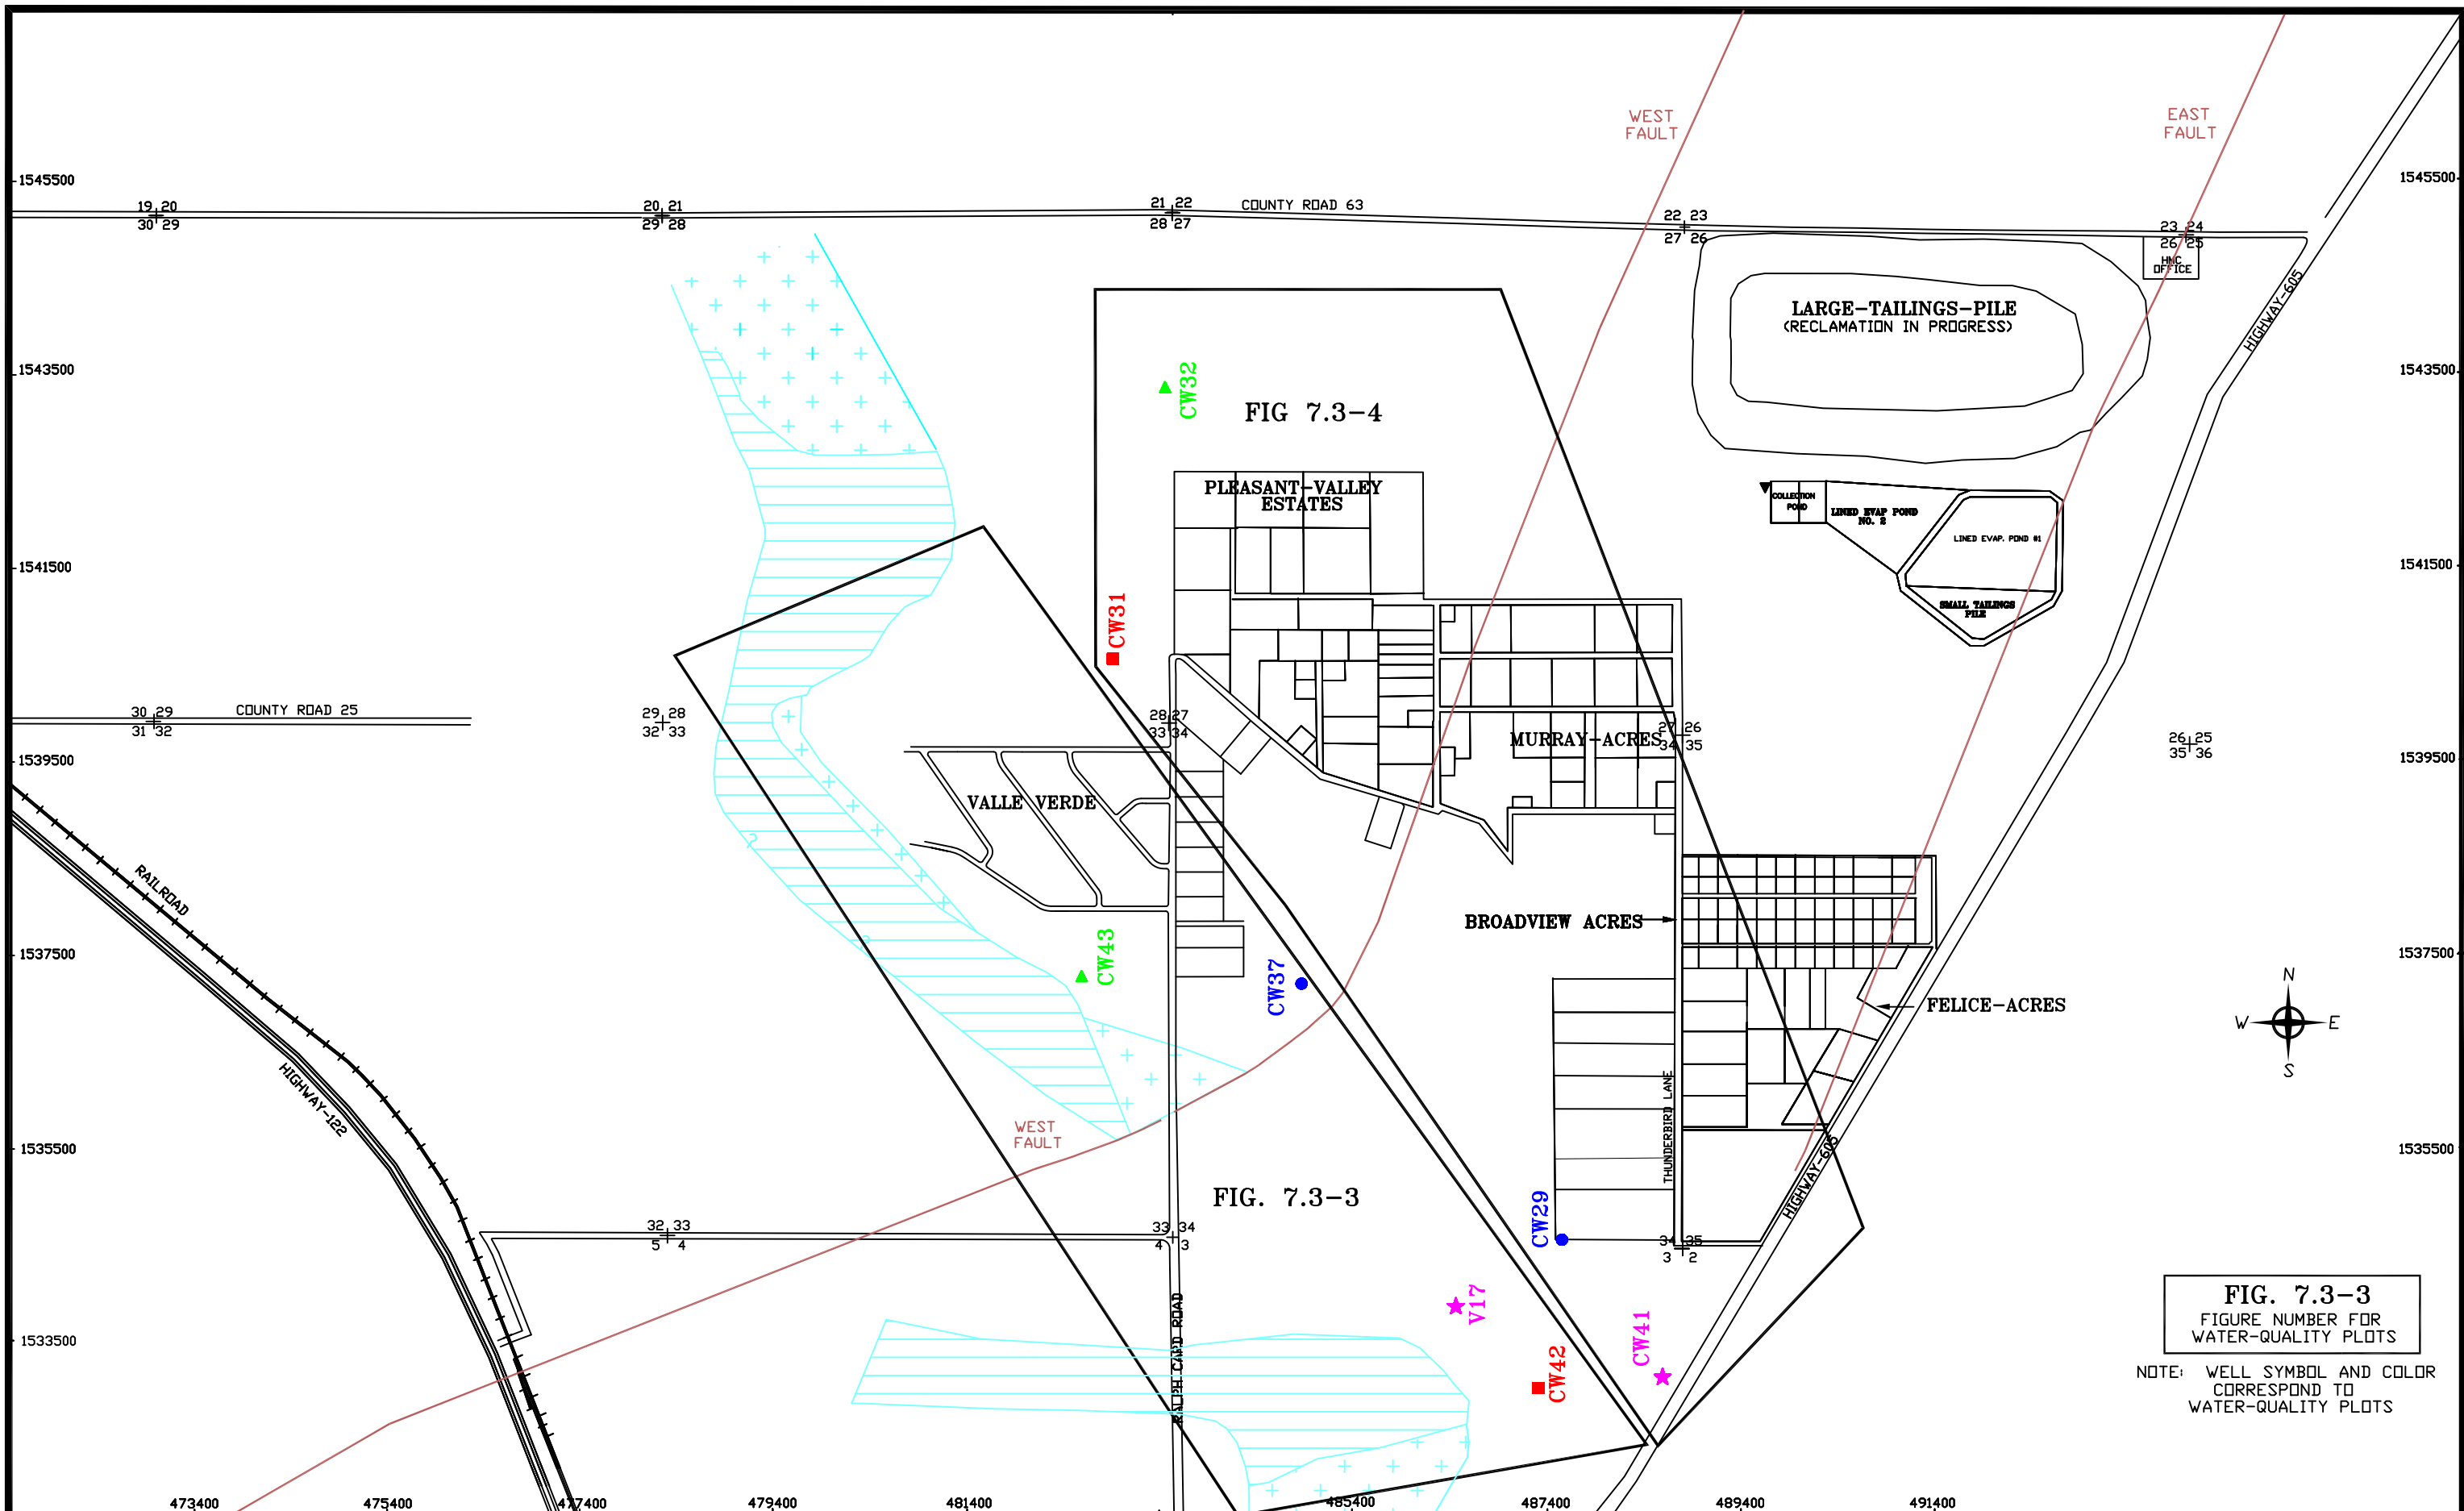 WEST
FAULT
EAST
FAULT
1545500
1545500
19 20
30 29
20 21
29 28
21 22
28 27
COUNTY ROAD 63
22 23
27 26
23 24
26 25
HMC
OFFICE
HIGHWAY-605
LARGE-TAILINGS-PILE
(RECLAMATION IN PROGRESS)
1543500
1543500
CW32
FIG 7.3-4
PLEASANT-VALLEY
ESTATES
COLLECTION
POND
LINED EVAP POND
NO. 2
LINED EVAP. POND #1
SMALL TAILINGS
PILE
1541500
1541500
CW31
30 29
31 32
COUNTY ROAD 25
29 28
32 33
28 27
33 34
MURRAY-ACRES
27 26
34 35
26 25
35 36
1539500
1539500
VALLE VERDE
RAILROAD
BROADVIEW ACRES
1537500
1537500
CW43
CW37
FELICE-ACRES
N
W
E
S
HIGHWAY-122
THUNDERBIRD LANE
WEST
FAULT
1535500
1535500
HIGHWAY-605
FIG. 7.3-3
CW29
32 33
5 4
33 34
4 3
34 35
3 2
V17
CW41
CW42
RALPH CARD ROAD
1533500
FIG. 7.3-3
FIGURE NUMBER FOR
WATER-QUALITY PLOTS
NOTE: WELL SYMBOL AND COLOR
CORRESPOND TO
WATER-QUALITY PLOTS
473400
475400
477400
479400
481400
485400
487400
489400
491400